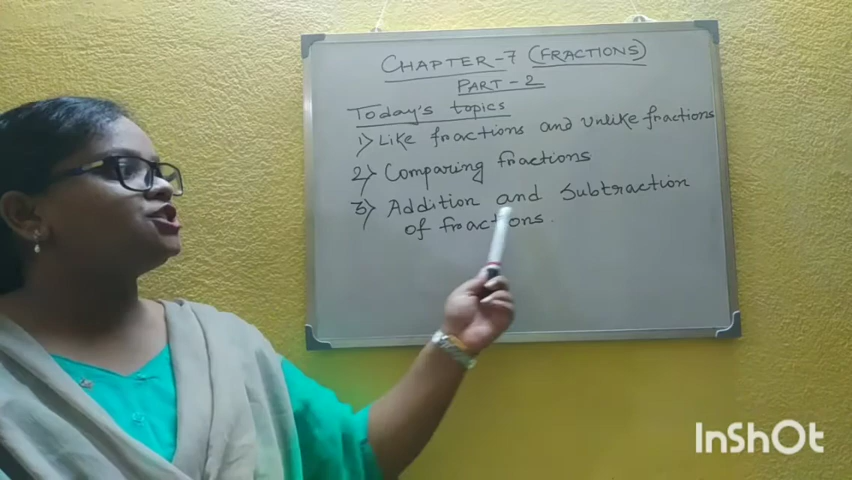 CHAPTER-7 (FRACTIONS)
PART-2
Today's topics
1) Like fractions and unlike fractions
2) Comparing fractions
3) Addition and Subtraction
of fractions.
InShOt